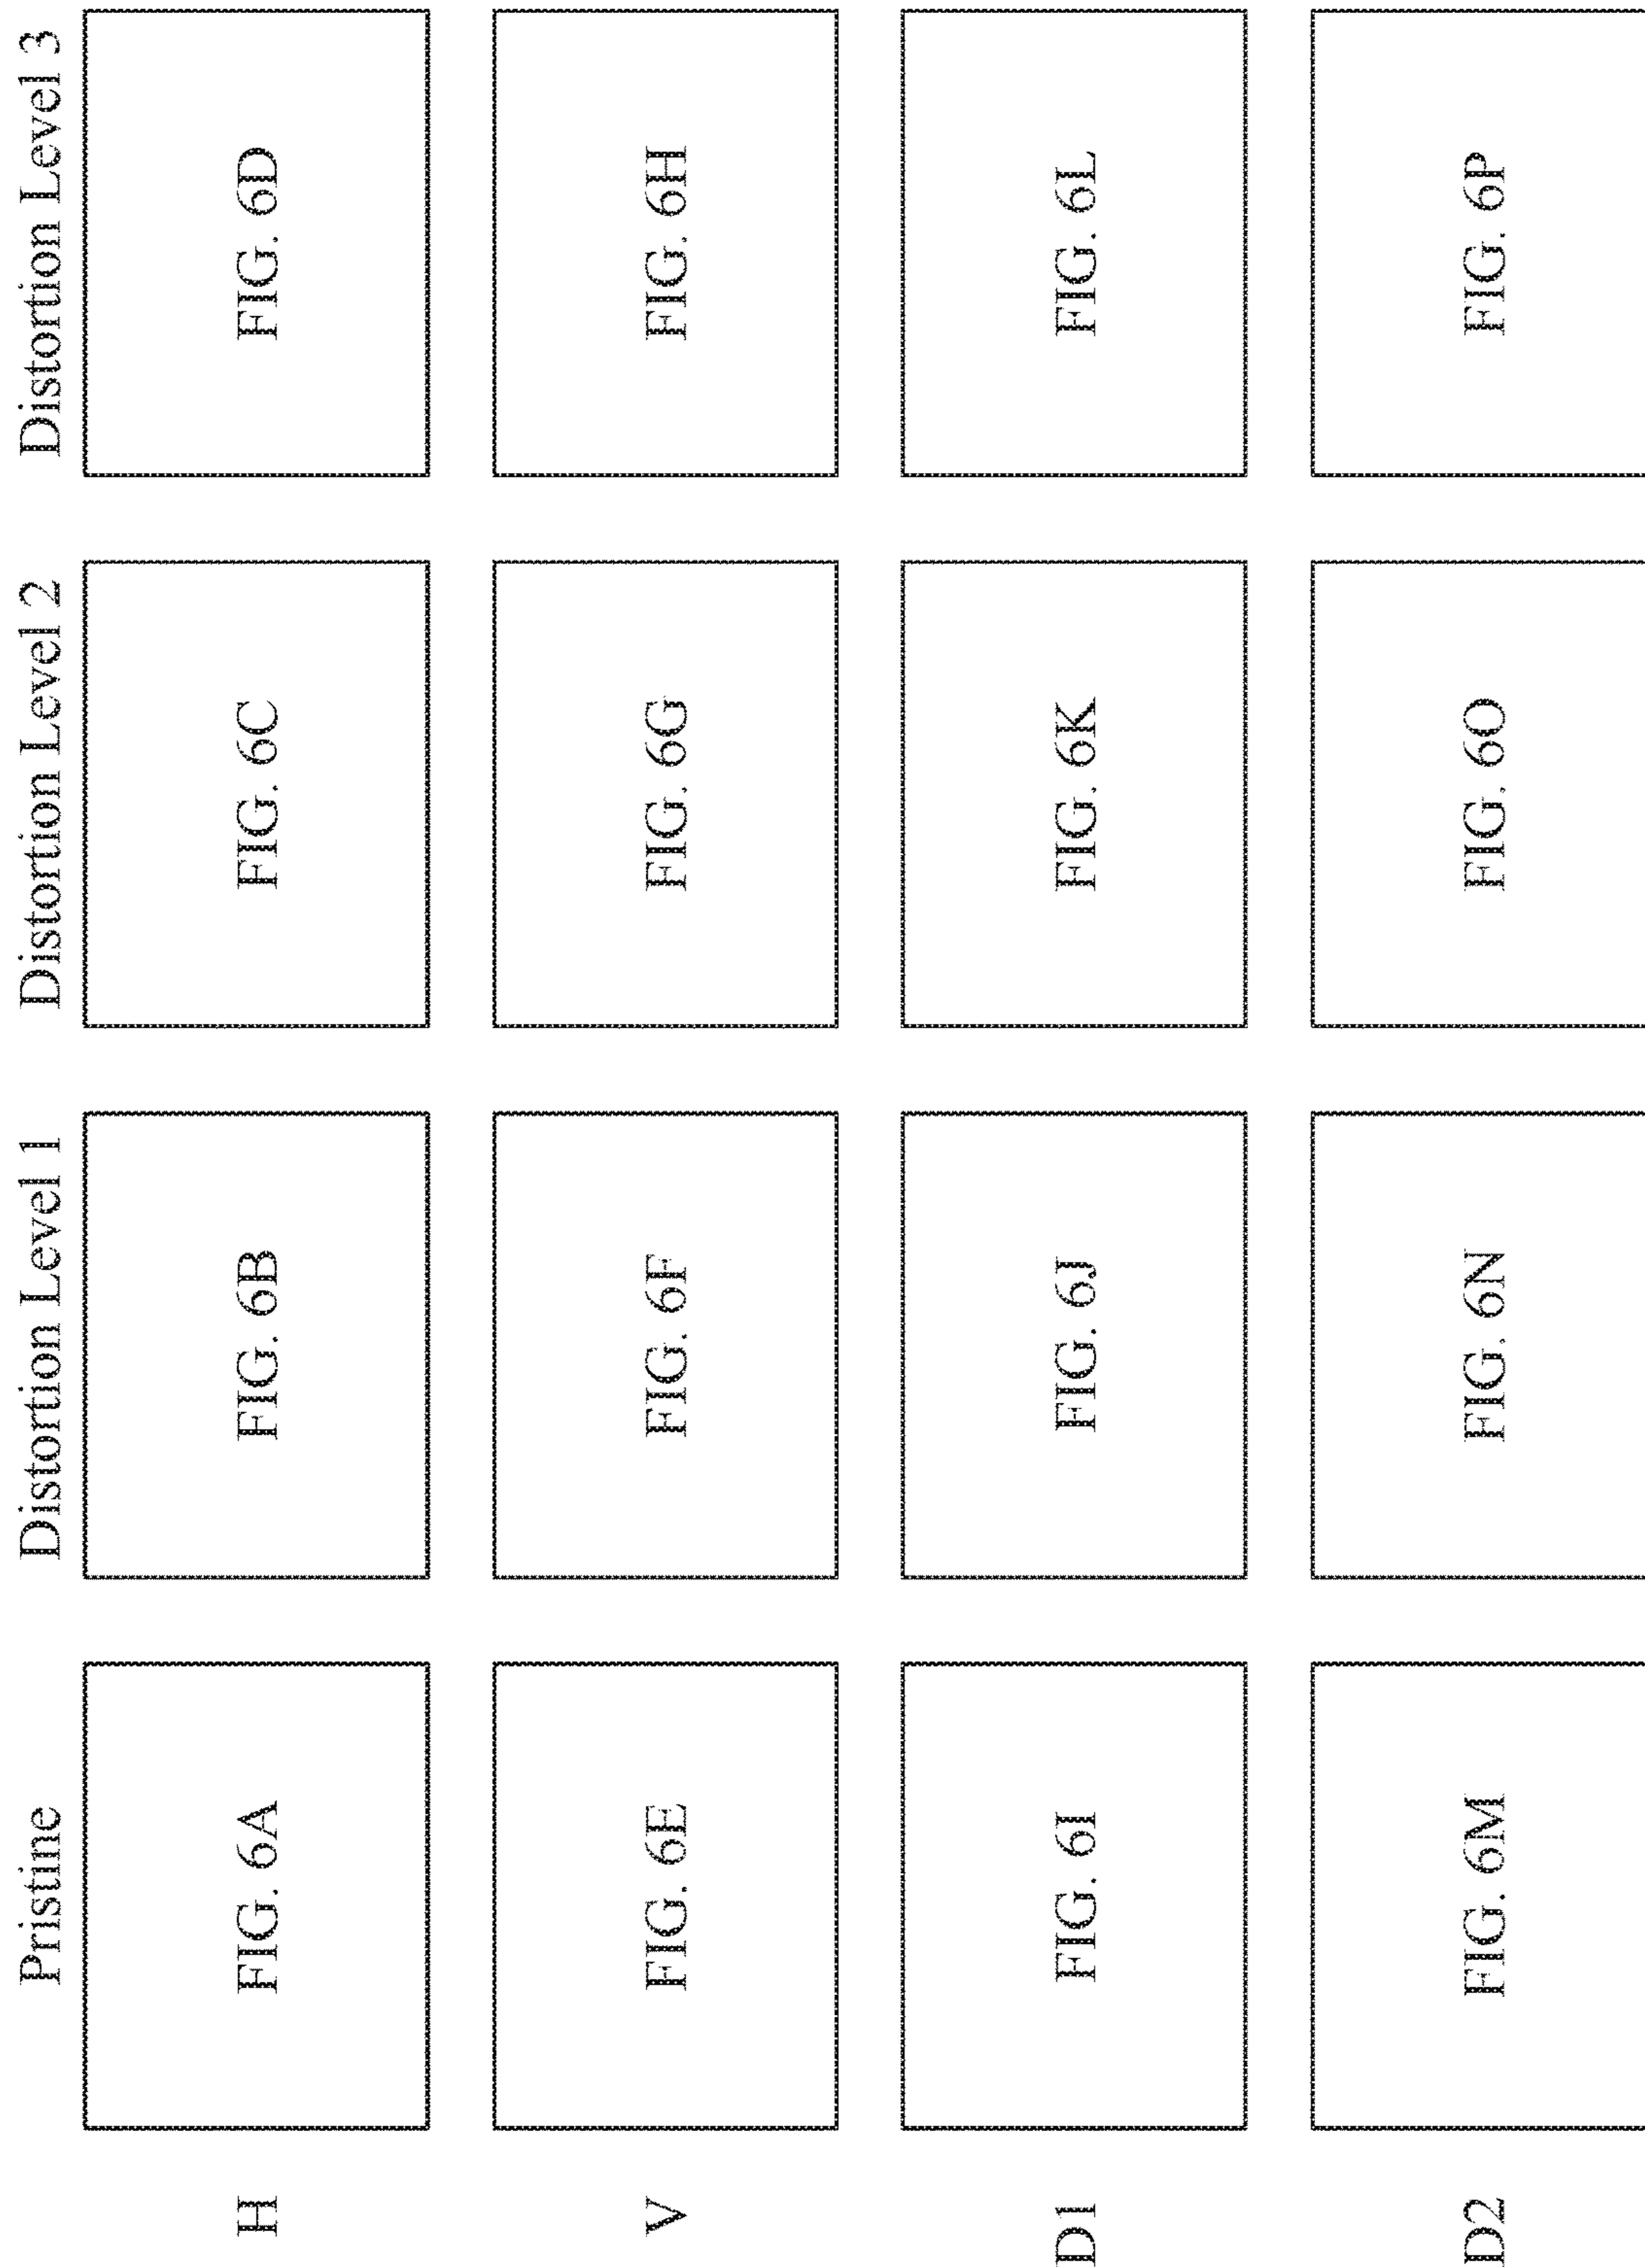 Pristine Distortion Level 1 Distortion Level 2 Distortion Level 3
H FIG. 6A FIG. 6B FIG. 6C FIG. 6D
V FIG. 6E FIG. 6F FIG. 6G FIG. 6H
D1 FIG. 6I FIG. 6J FIG. 6K FIG. 6L
D2 FIG. 6M FIG. 6N FIG. 6O FIG. 6P